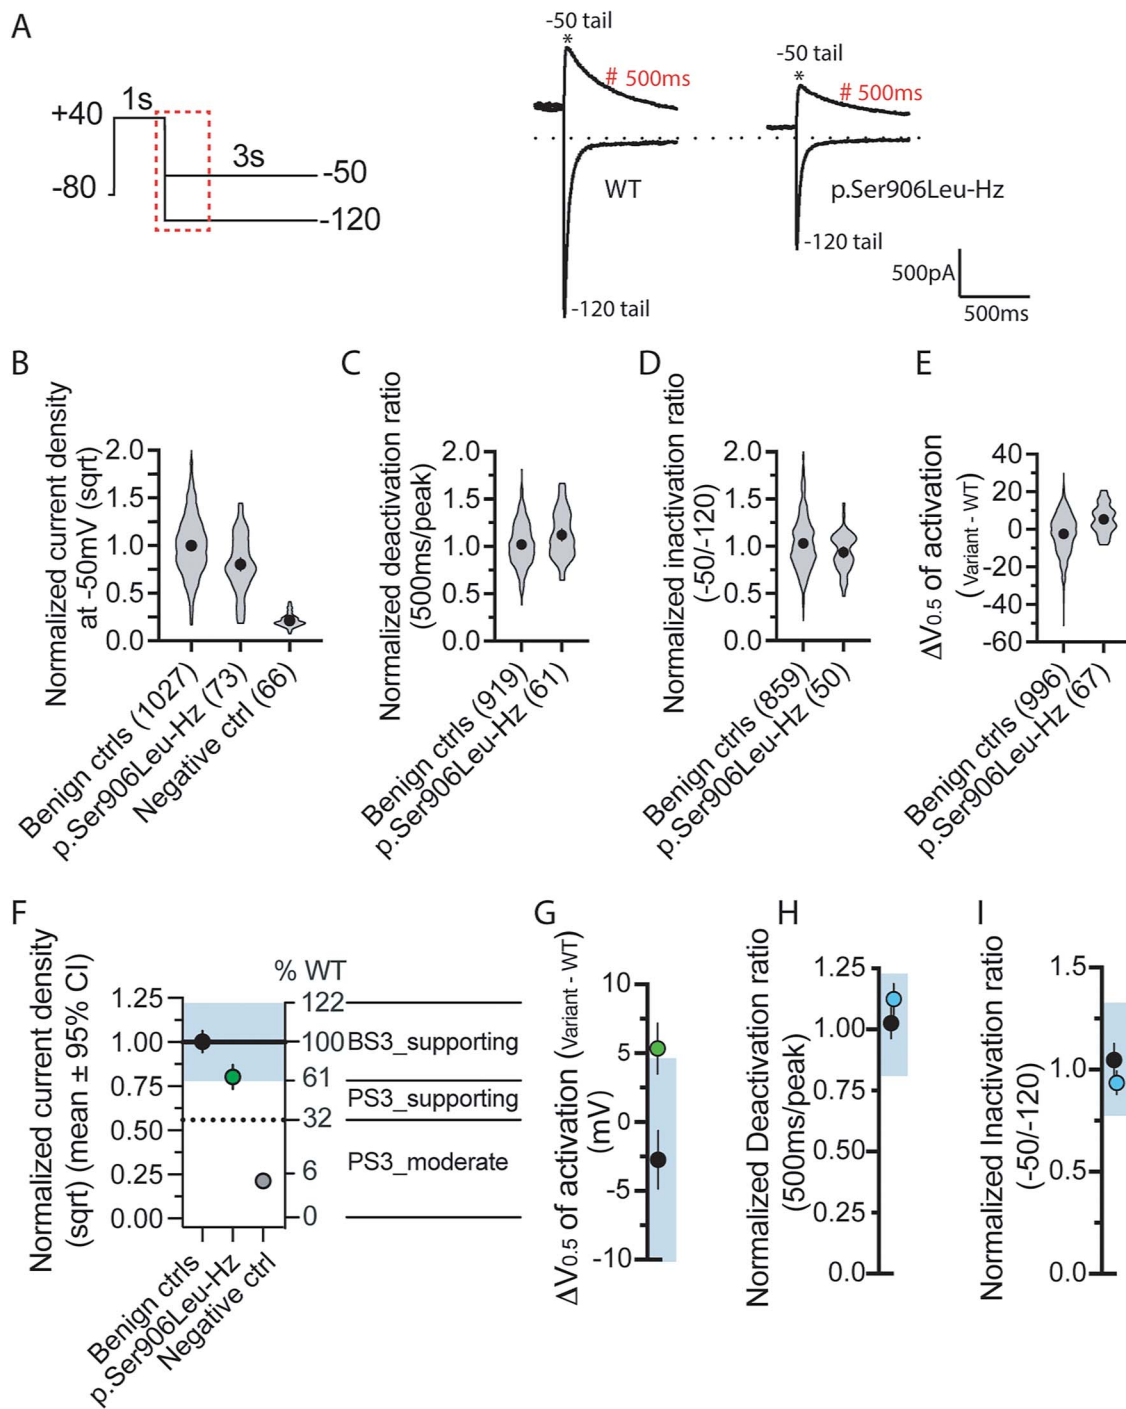 A
+40
1s
-80
3s
-50
-120
-50 tail
*
# 500ms
WT
-120 tail
-50 tail
*
# 500ms
p.Ser906Leu-Hz
-120 tail
500pA
500ms
B
Normalized current density
at -50mV (sqrt)
2.0
1.5
1.0
0.5
0.0
Benign ctrls (1027)
p.Ser906Leu-Hz (73)
Negative ctrl (66)
C
Normalized deactivation ratio
(500ms/peak)
2.0
1.5
1.0
0.5
0.0
Benign ctrls (919)
p.Ser906Leu-Hz (61)
D
Normalized inactivation ratio
(-50/-120)
2.0
1.5
1.0
0.5
0.0
Benign ctrls (859)
p.Ser906Leu-Hz (50)
E
ΔV0.5 of activation
(Variant - WT)
40
20
0
-20
-40
-60
Benign ctrls (996)
p.Ser906Leu-Hz (67)
F
Normalized current density
(sqrt) (mean ± 95% CI)
1.25
1.00
0.75
0.50
0.25
0.00
% WT
122
100
61
32
6
0
BS3_supporting
PS3_supporting
PS3_moderate
Benign ctrls
p.Ser906Leu-Hz
Negative ctrl
G
ΔV0.5 of activation (Variant - WT)
(mV)
10
5
0
-5
-10
H
Normalized Deactivation ratio
(500ms/peak)
1.25
1.00
0.75
0.50
0.25
0.0
I
Normalized Inactivation ratio
(-50/-120)
1.5
1.0
0.5
0.0